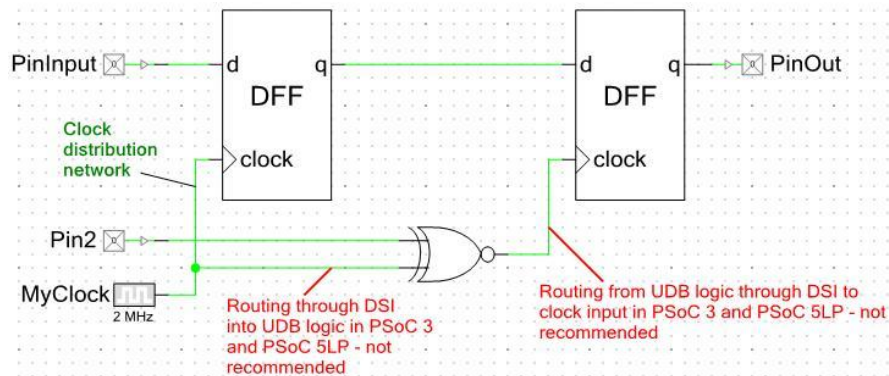 PinInput
d
q
DFF
clock
d
q
DFF
clock
PinOut
Clock
distribution
network
Pin2
MyClock
2 MHz
Routing through DSI
into UDB logic in PSoC 3
and PSoC 5LP - not
recommended
Routing from UDB logic through DSI to
clock input in PSoC 3 and PSoC 5LP - not
recommended